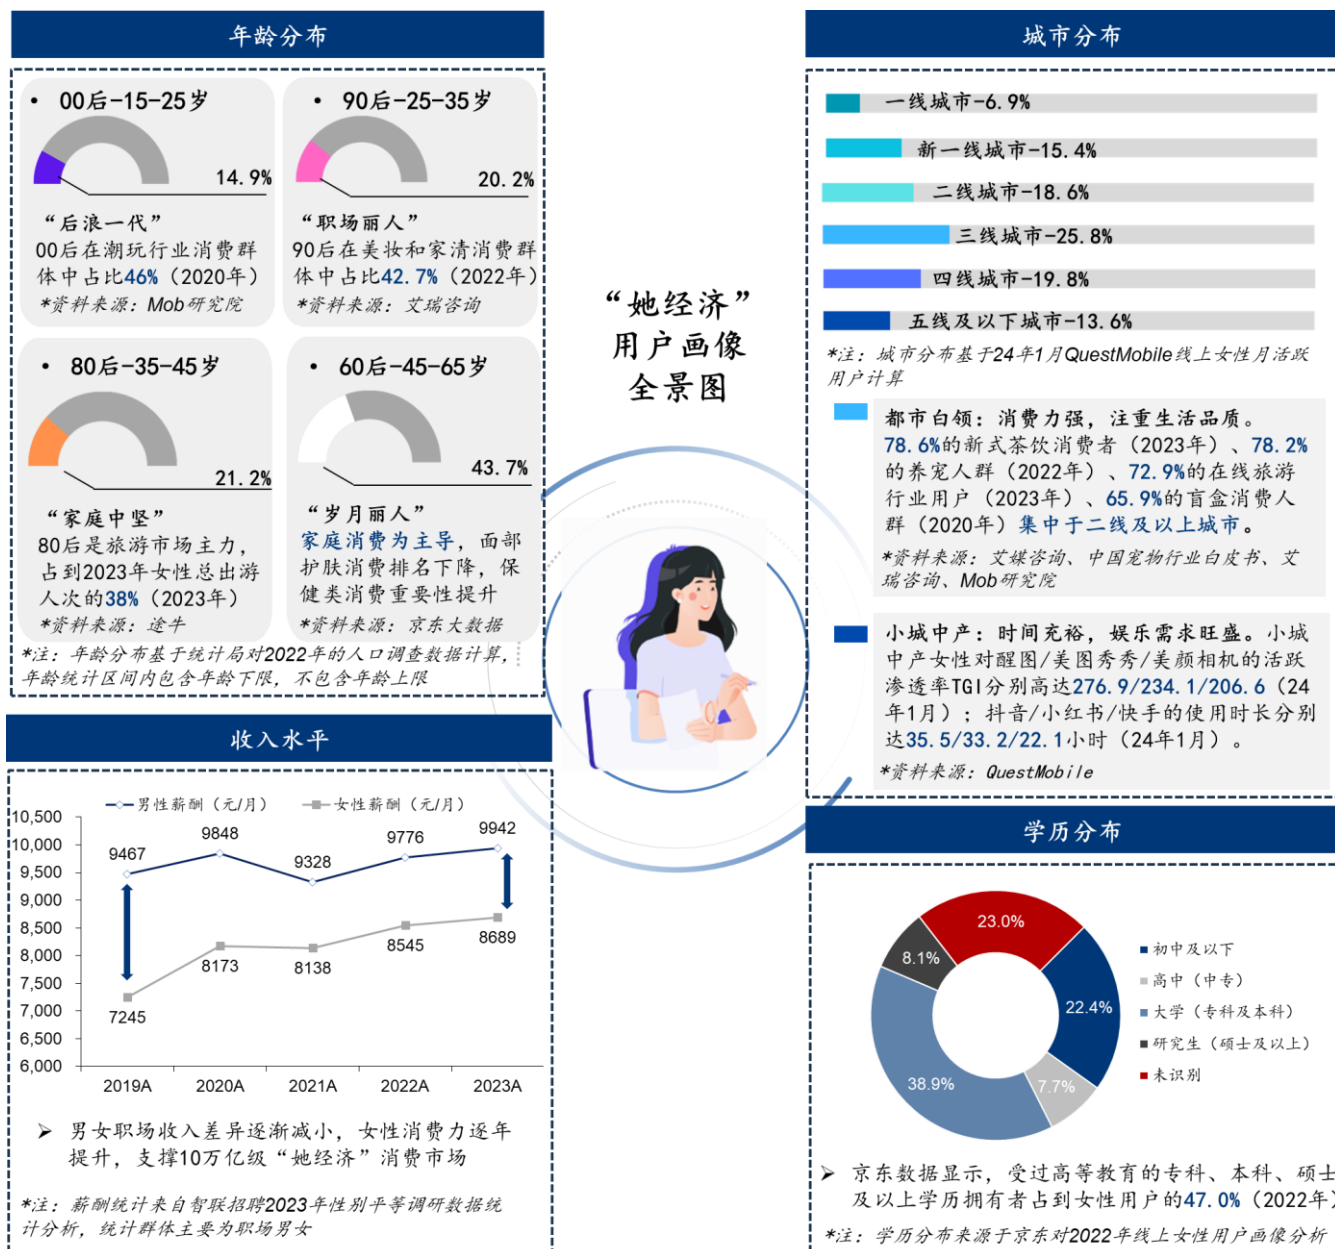 年龄分布
• 00后-15-25岁
14.9%
“后浪一代”
00后在潮玩行业消费群
体中占比46%（2020年）
*资料来源：Mob研究院
• 90后-25-35岁
20.2%
“职场丽人”
90后在美妆和家清消费群
体中占比42.7%（2022年）
*资料来源：艾瑞咨询
• 80后-35-45岁
21.2%
“家庭中坚”
80后是旅游市场主力，
占到2023年女性总出游
人次的38%（2023年）
*资料来源：途牛
• 60后-45-65岁
43.7%
“岁月丽人”
家庭消费为主导，面部
护肤消费排名下降，保
健类消费重要性提升
*资料来源：京东大数据
*注：年龄分布基于统计局对2022年的人口调查数据计算，
年龄统计区间内包含年龄下限，不包含年龄上限
收入水平
男性薪酬（元/月）
女性薪酬（元/月）
10,500
10,000
9,500
9,000
8,500
8,000
7,500
7,000
6,500
6,000
9467
9848
9328
9776
9942
7245
8173
8138
8545
8689
2019A
2020A
2021A
2022A
2023A
➢ 男女职场收入差异逐渐减小，女性消费力逐年
提升，支撑10万亿级“她经济”消费市场
*注：薪酬统计来自智联招聘2023年性别平等调研数据统
计分析，统计群体主要为职场男女
“她经济”
用户画像
全景图
城市分布
一线城市-6.9%
新一线城市-15.4%
二线城市-18.6%
三线城市-25.8%
四线城市-19.8%
五线及以下城市-13.6%
*注：城市分布基于24年1月QuestMobile线上女性月活跃
用户计算
都市白领：消费力强，注重生活品质。
78.6%的新式茶饮消费者（2023年）、78.2%
的养宠人群（2022年）、72.9%的在线旅游
行业用户（2023年）、65.9%的盲盒消费人
群（2020年）集中于二线及以上城市。
*资料来源：艾媒咨询、中国宠物行业白皮书、艾
瑞咨询、Mob研究院
小城中产：时间充裕，娱乐需求旺盛。小城
中产女性对醒图/美图秀秀/美颜相机的活跃
渗透率TGI分别高达276.9/234.1/206.6（24
年1月）；抖音/小红书/快手的使用时长分别
达35.5/33.2/22.1小时（24年1月）。
*资料来源：QuestMobile
学历分布
23.0%
8.1%
22.4%
38.9%
7.7%
初中及以下
高中（中专）
大学（专科及本科）
研究生（硕士及以上）
未识别
➢ 京东数据显示，受过高等教育的专科、本科、硕士
及以上学历拥有者占到女性用户的47.0%（2022年）
*注：学历分布来源于京东对2022年线上女性用户画像分析